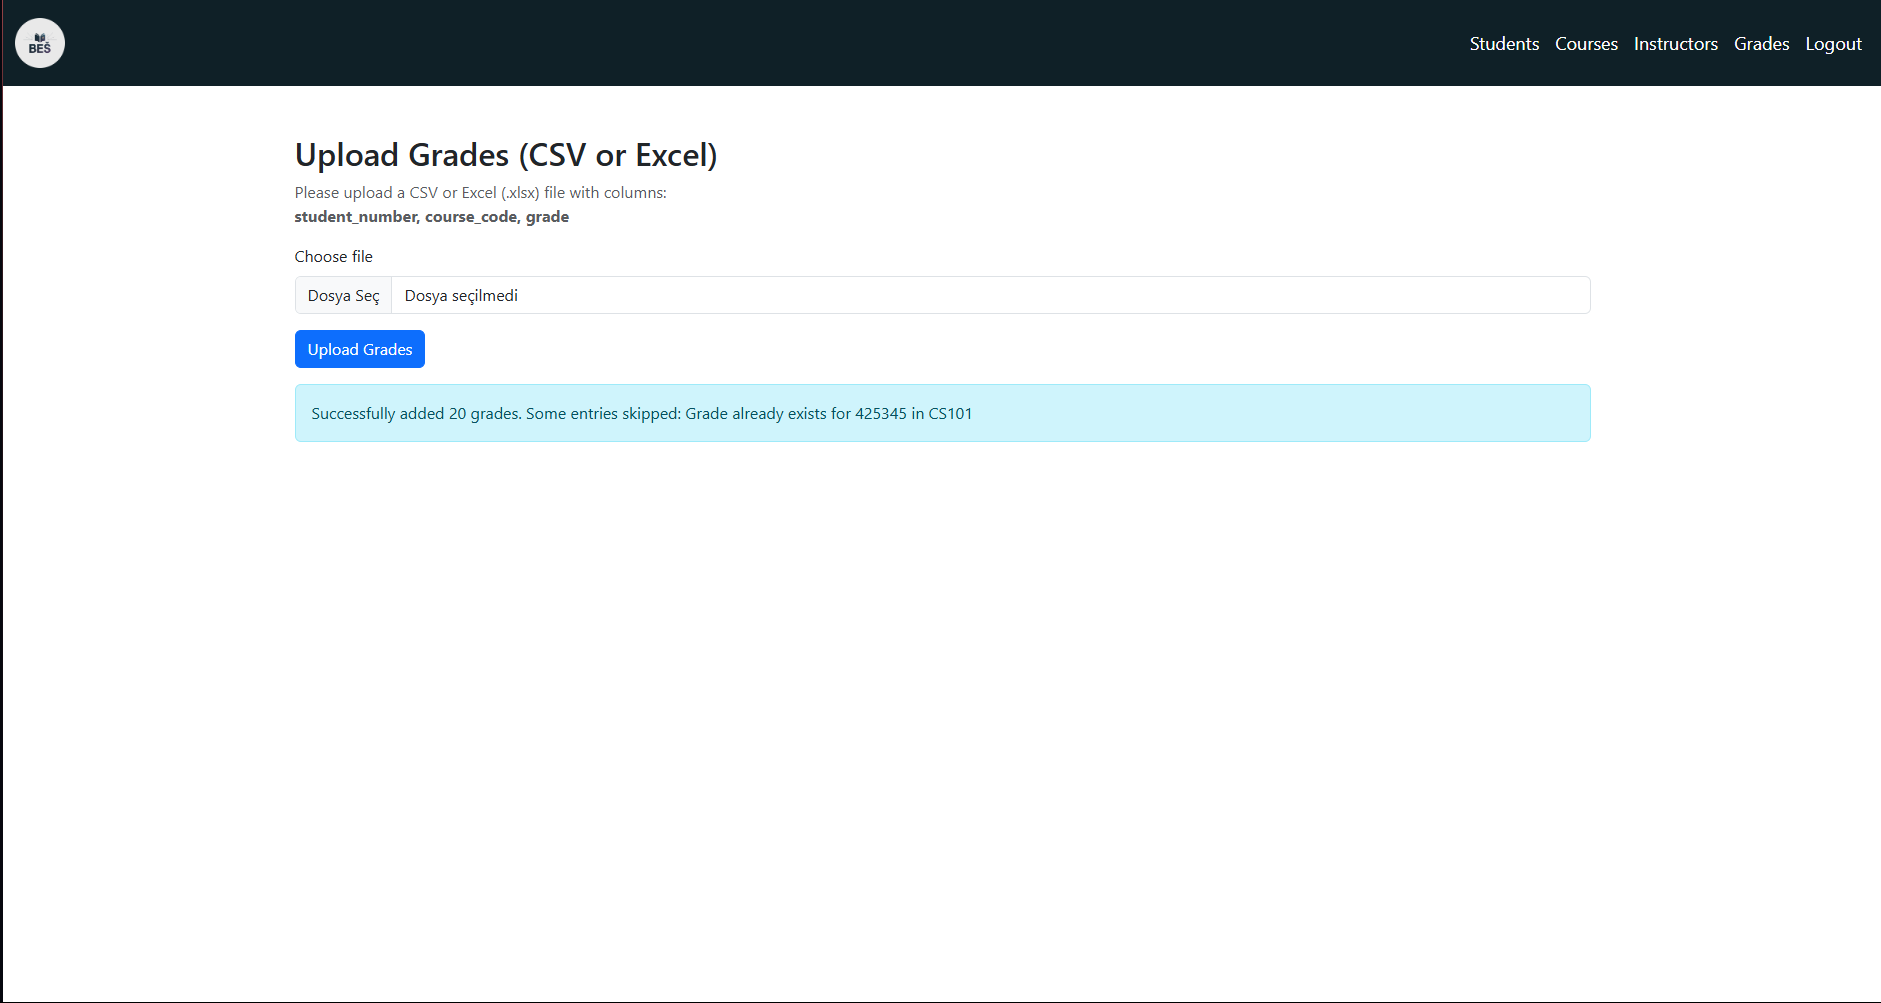 BEŠ
Students Courses Instructors Grades Logout
Upload Grades (CSV or Excel)
Please upload a CSV or Excel (.xlsx) file with columns:
student_number, course_code, grade
Choose file
Dosya Seç Dosya seçilmedi
Upload Grades
Successfully added 20 grades. Some entries skipped: Grade already exists for 425345 in CS101